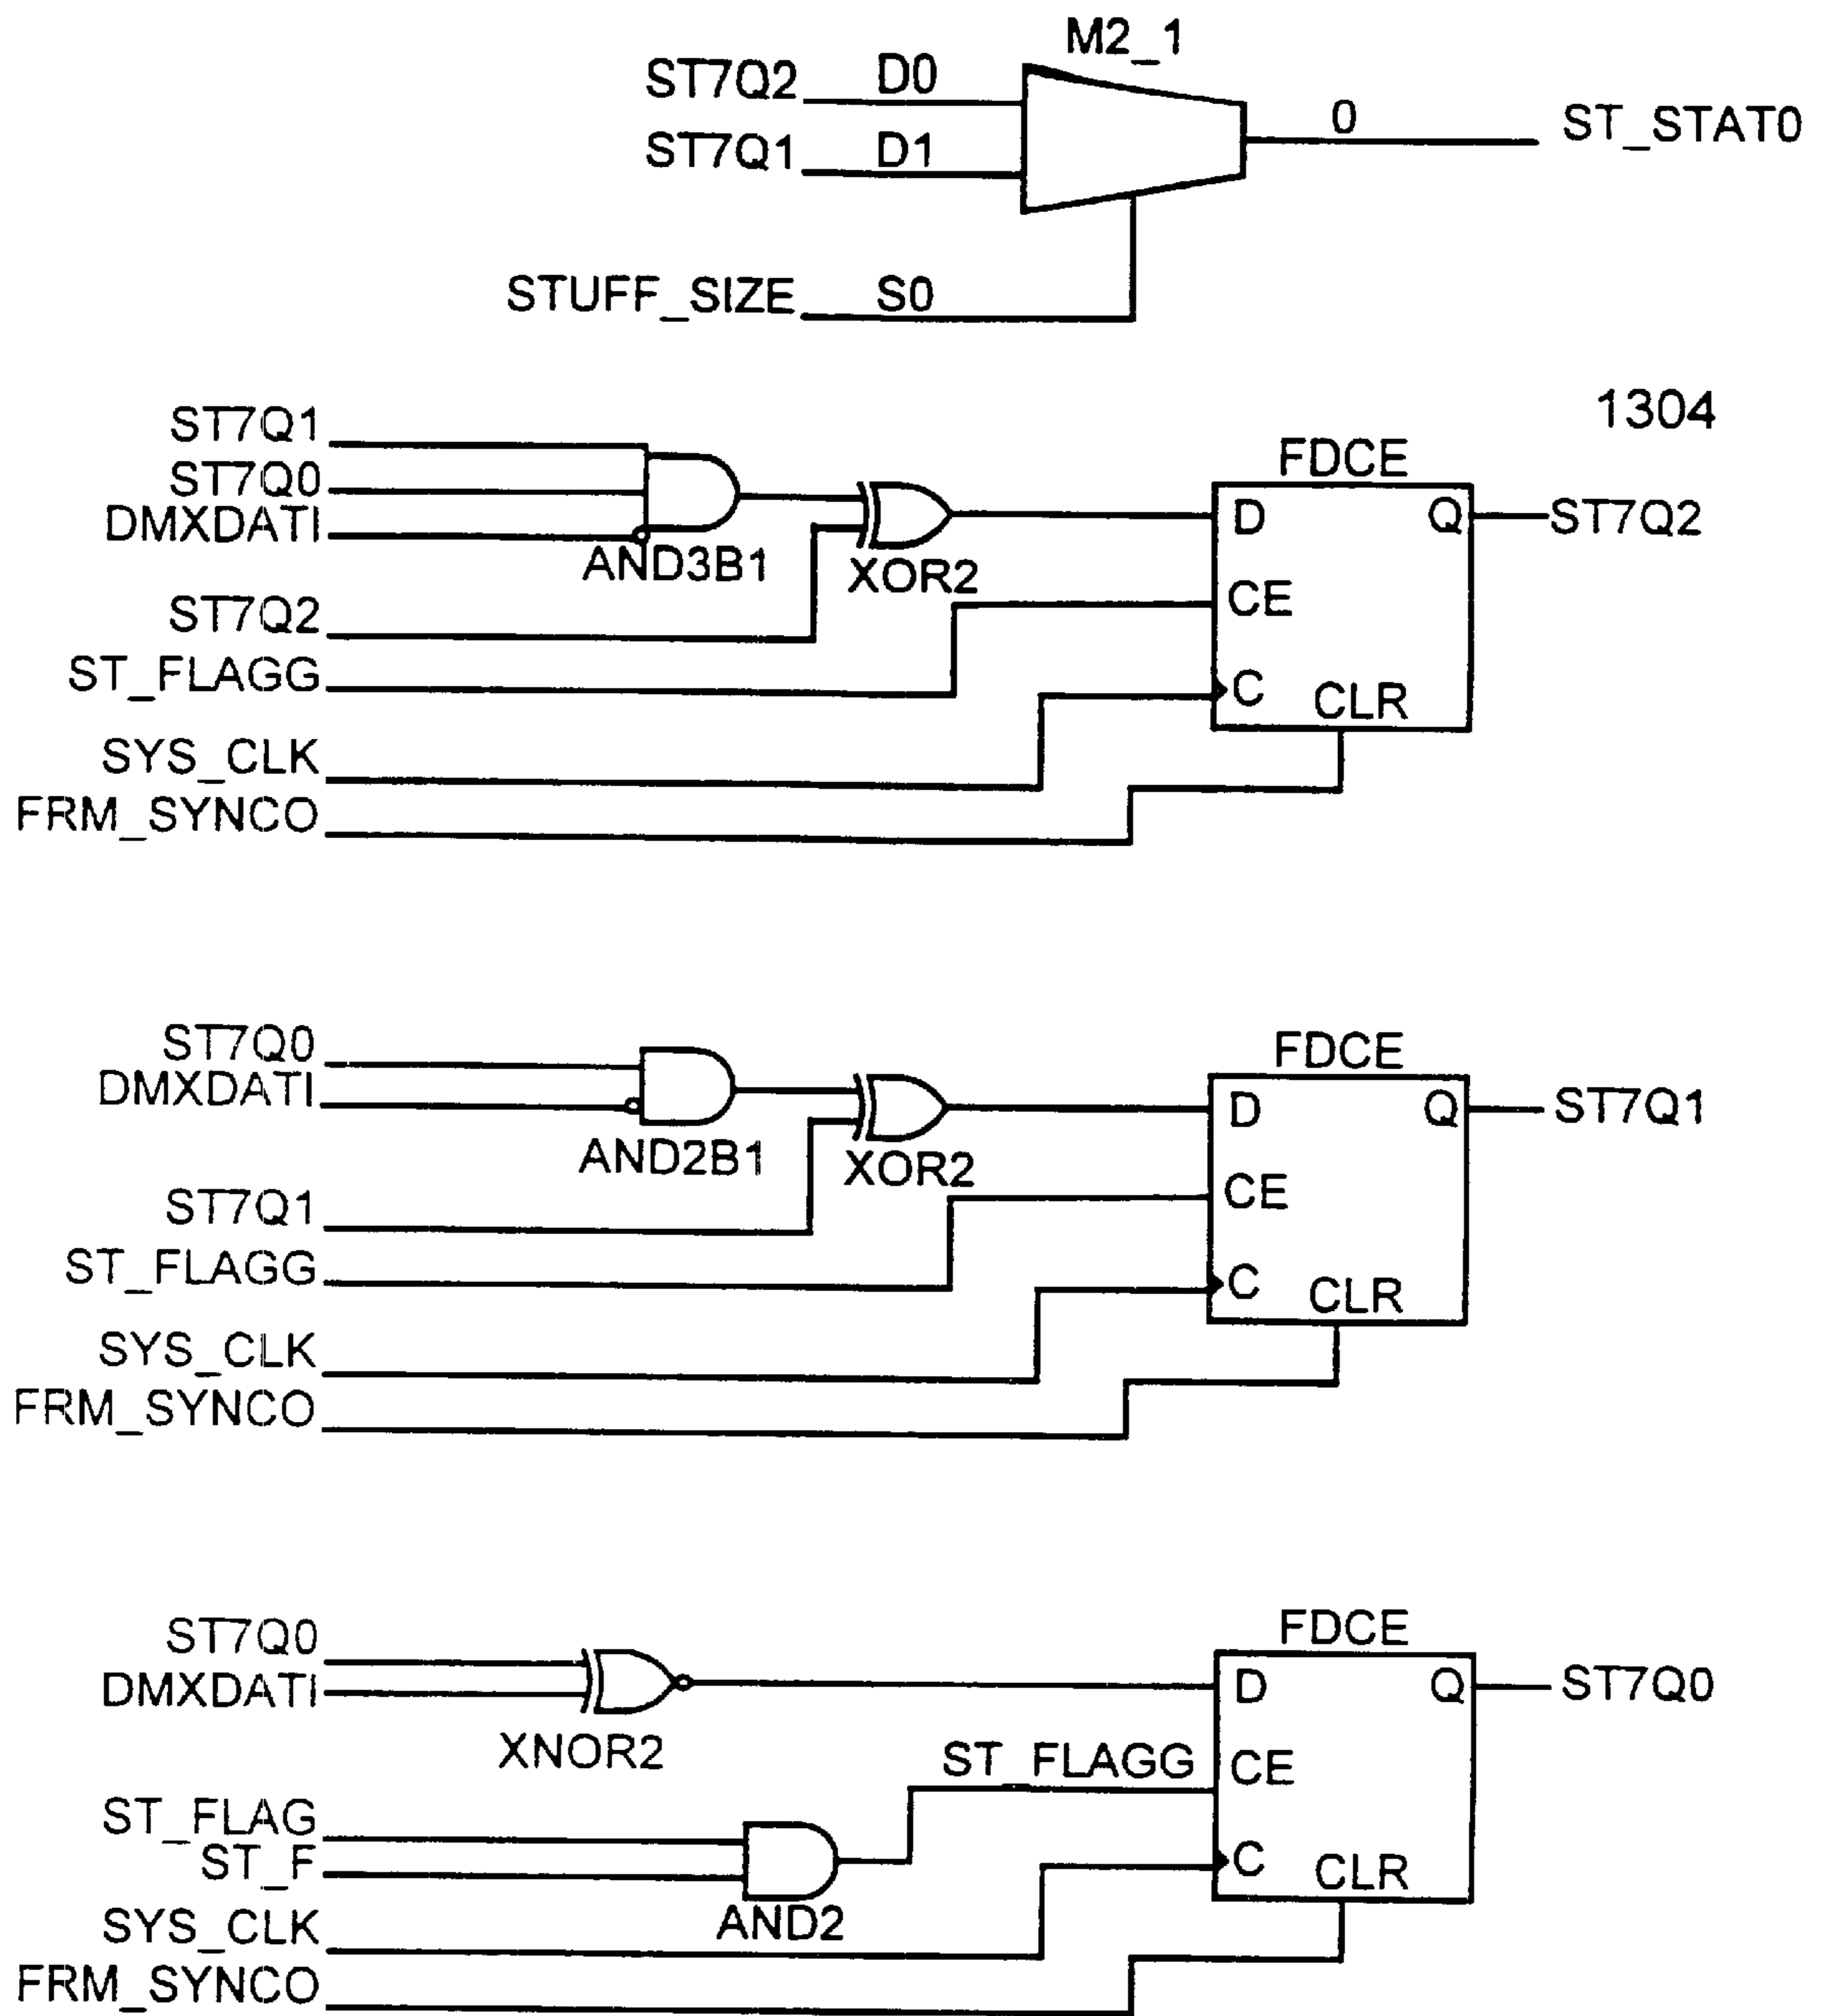 M2_1
ST7Q2 D0
ST7Q1 D1
0 ST_STAT0
STUFF_SIZE S0
1304
ST7Q1
ST7Q0
DMXDATI
AND3B1
XOR2
FDCE
D Q ST7Q2
ST7Q2
CE
ST_FLAGG
C CLR
SYS_CLK
FRM_SYNCO
ST7Q0
DMXDATI
AND2B1
XOR2
FDCE
D Q ST7Q1
ST7Q1
CE
ST_FLAGG
C CLR
SYS_CLK
FRM_SYNCO
ST7Q0
DMXDATI
XNOR2
FDCE
D Q ST7Q0
ST_FLAGG CE
ST_FLAG
ST_F
AND2
C CLR
SYS_CLK
FRM_SYNCO